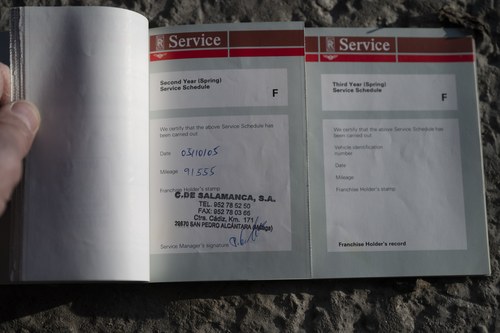 Service
Second Year (Spring)
Service Schedule
F
We certify that the above Service Schedule has
been carried out.
Date 03/10/05
Mileage 91555
Franchise Holder's stamp
C.DE SALAMANCA, S.A.
TEL. 952 78 52 50
FAX: 952 78 03 66
Ctra. Cádiz, Km. 171
29670 SAN PEDRO ALCÁNTARA (Málaga)
Service Manager's signature
Service
Third Year (Spring)
Service Schedule
F
We certify that the above Service Schedule has
been carried out.
Vehicle identification
number
Date
Mileage
Franchise Holder's stamp
Franchise Holder's record